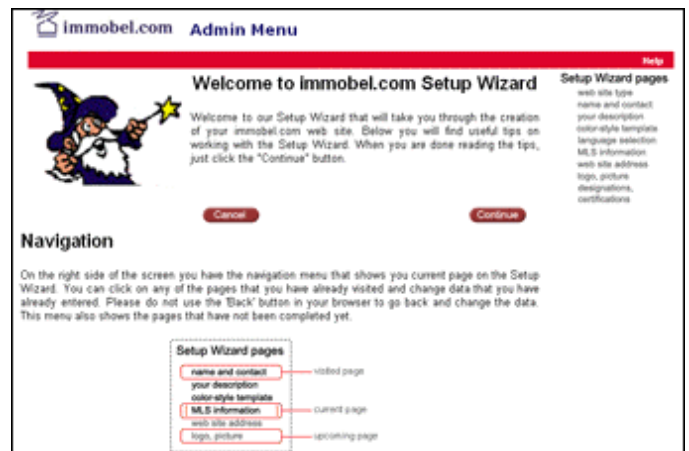 immobel.com Admin Menu
Help
Welcome to immobel.com Setup Wizard
Welcome to our Setup Wizard that will take you through the creation
of your immobel.com web site. Below you will find useful tips on
working with the Setup Wizard. When you are done reading the tips,
just click the "Continue" button.
Cancel
Continue
Setup Wizard pages
web site type
name and contact
your description
color-style template
language selection
MLS information
web site address
logo, picture
designations,
certifications
Navigation
On the right side of the screen you have the navigation menu that shows you current page on the Setup
Wizard. You can click on any of the pages that you have already visited and change data that you have
already entered. Please do not use the 'Back' button in your browser to go back and change the data.
This menu also shows the pages that have not been completed yet.
Setup Wizard pages
name and contact
visited page
your description
color-style template
MLS information
current page
web site address
logo, picture
upcoming page